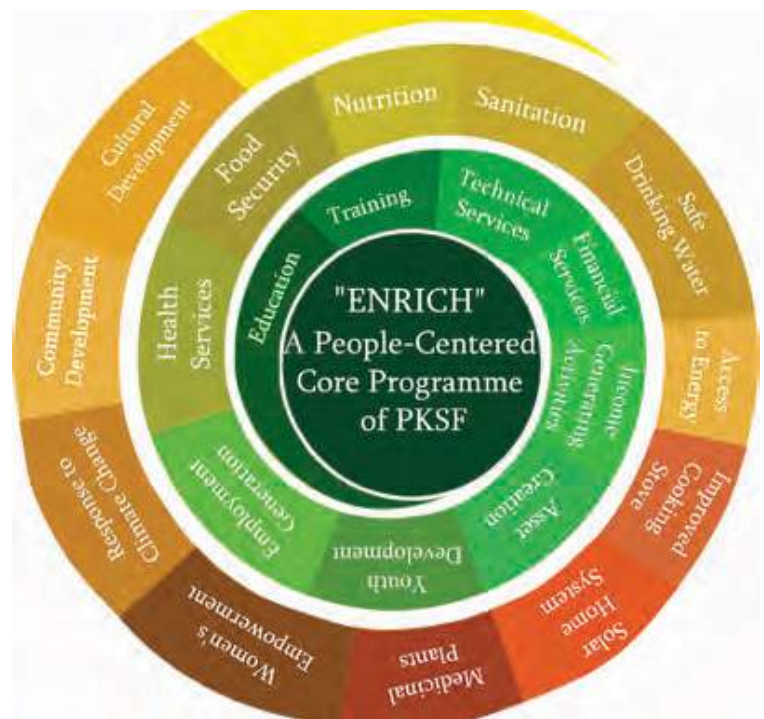 "ENRICH"
A People-Centered
Core Programme
of PKSF
Education
Training
Technical
Services
Financial
Services
Income
Generating
Activities
Asset
Creation
Youth
Development
Employment
Generation
Health
Services
Food
Security
Nutrition
Sanitation
Safe
Drinking Water
Access
to Energy
Improved
Cooking
Stove
Solar
Home
System
Medicinal
Plants
Women's
Empowerment
Response to
Climate Change
Community
Development
Cultural
Development